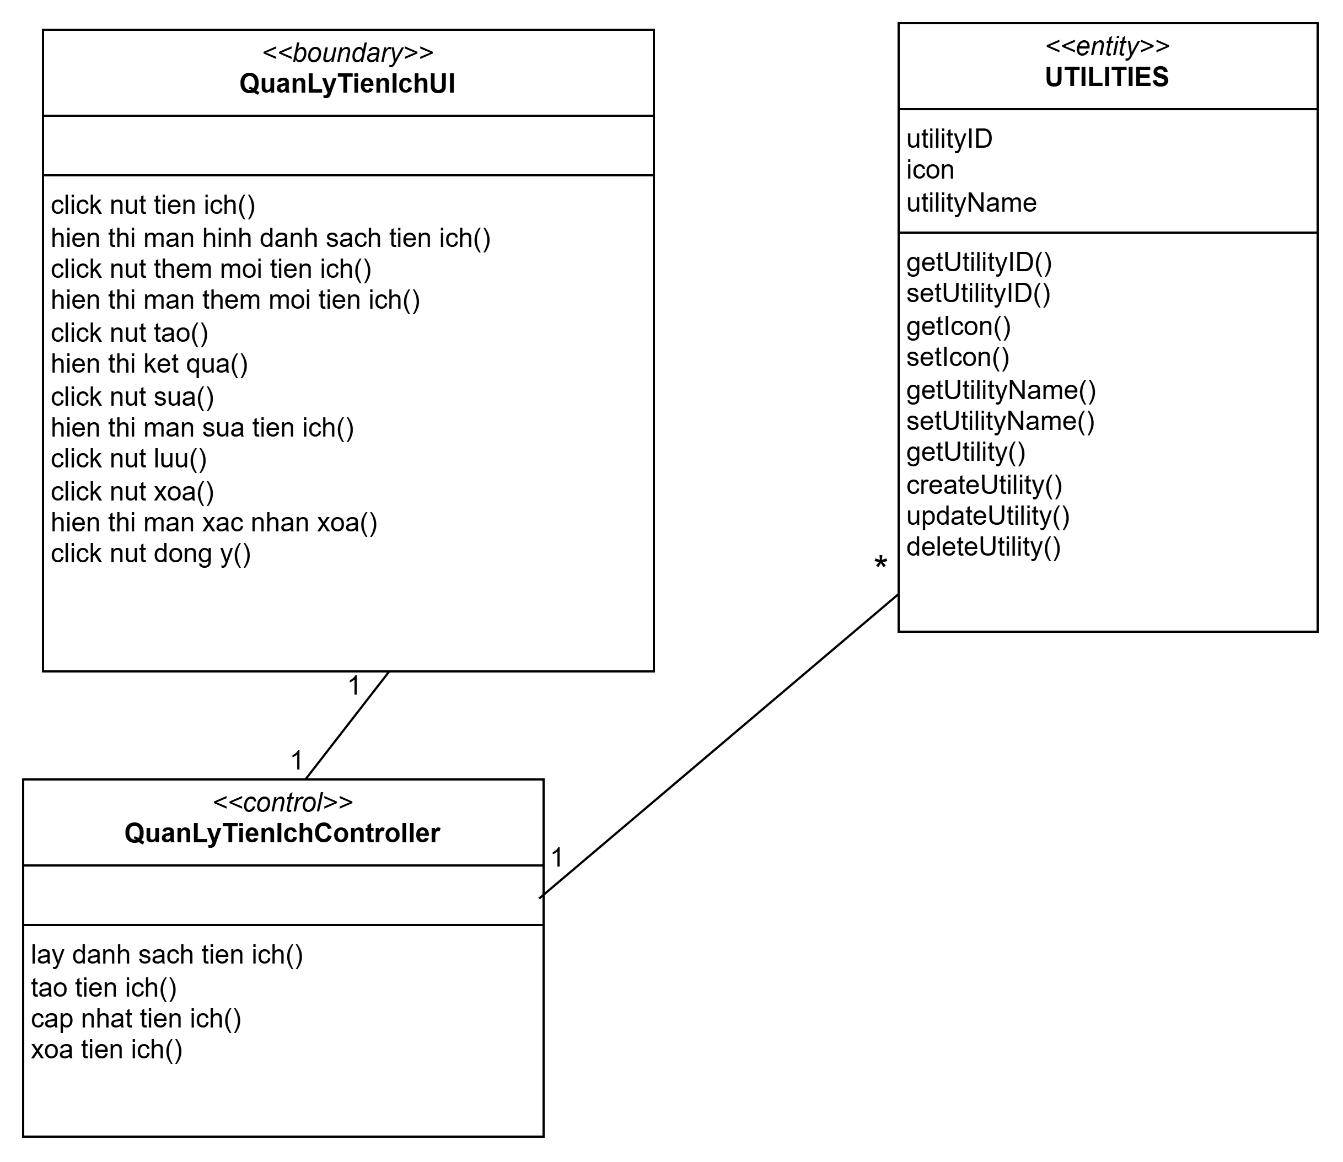 <<boundary>>
QuanLyTienIchUI
click nut tien ich()
hien thi man hinh danh sach tien ich()
click nut them moi tien ich()
hien thi man them moi tien ich()
click nut tao()
hien thi ket qua()
click nut sua()
hien thi man sua tien ich()
click nut luu()
click nut xoa()
hien thi man xac nhan xoa()
click nut dong y()
1
1
<<control>>
QuanLyTienIchController
lay danh sach tien ich()
tao tien ich()
cap nhat tien ich()
xoa tien ich()
1
*
<<entity>>
UTILITIES
utilityID
icon
utilityName
getUtilityID()
setUtilityID()
getIcon()
setIcon()
getUtilityName()
setUtilityName()
getUtility()
createUtility()
updateUtility()
deleteUtility()